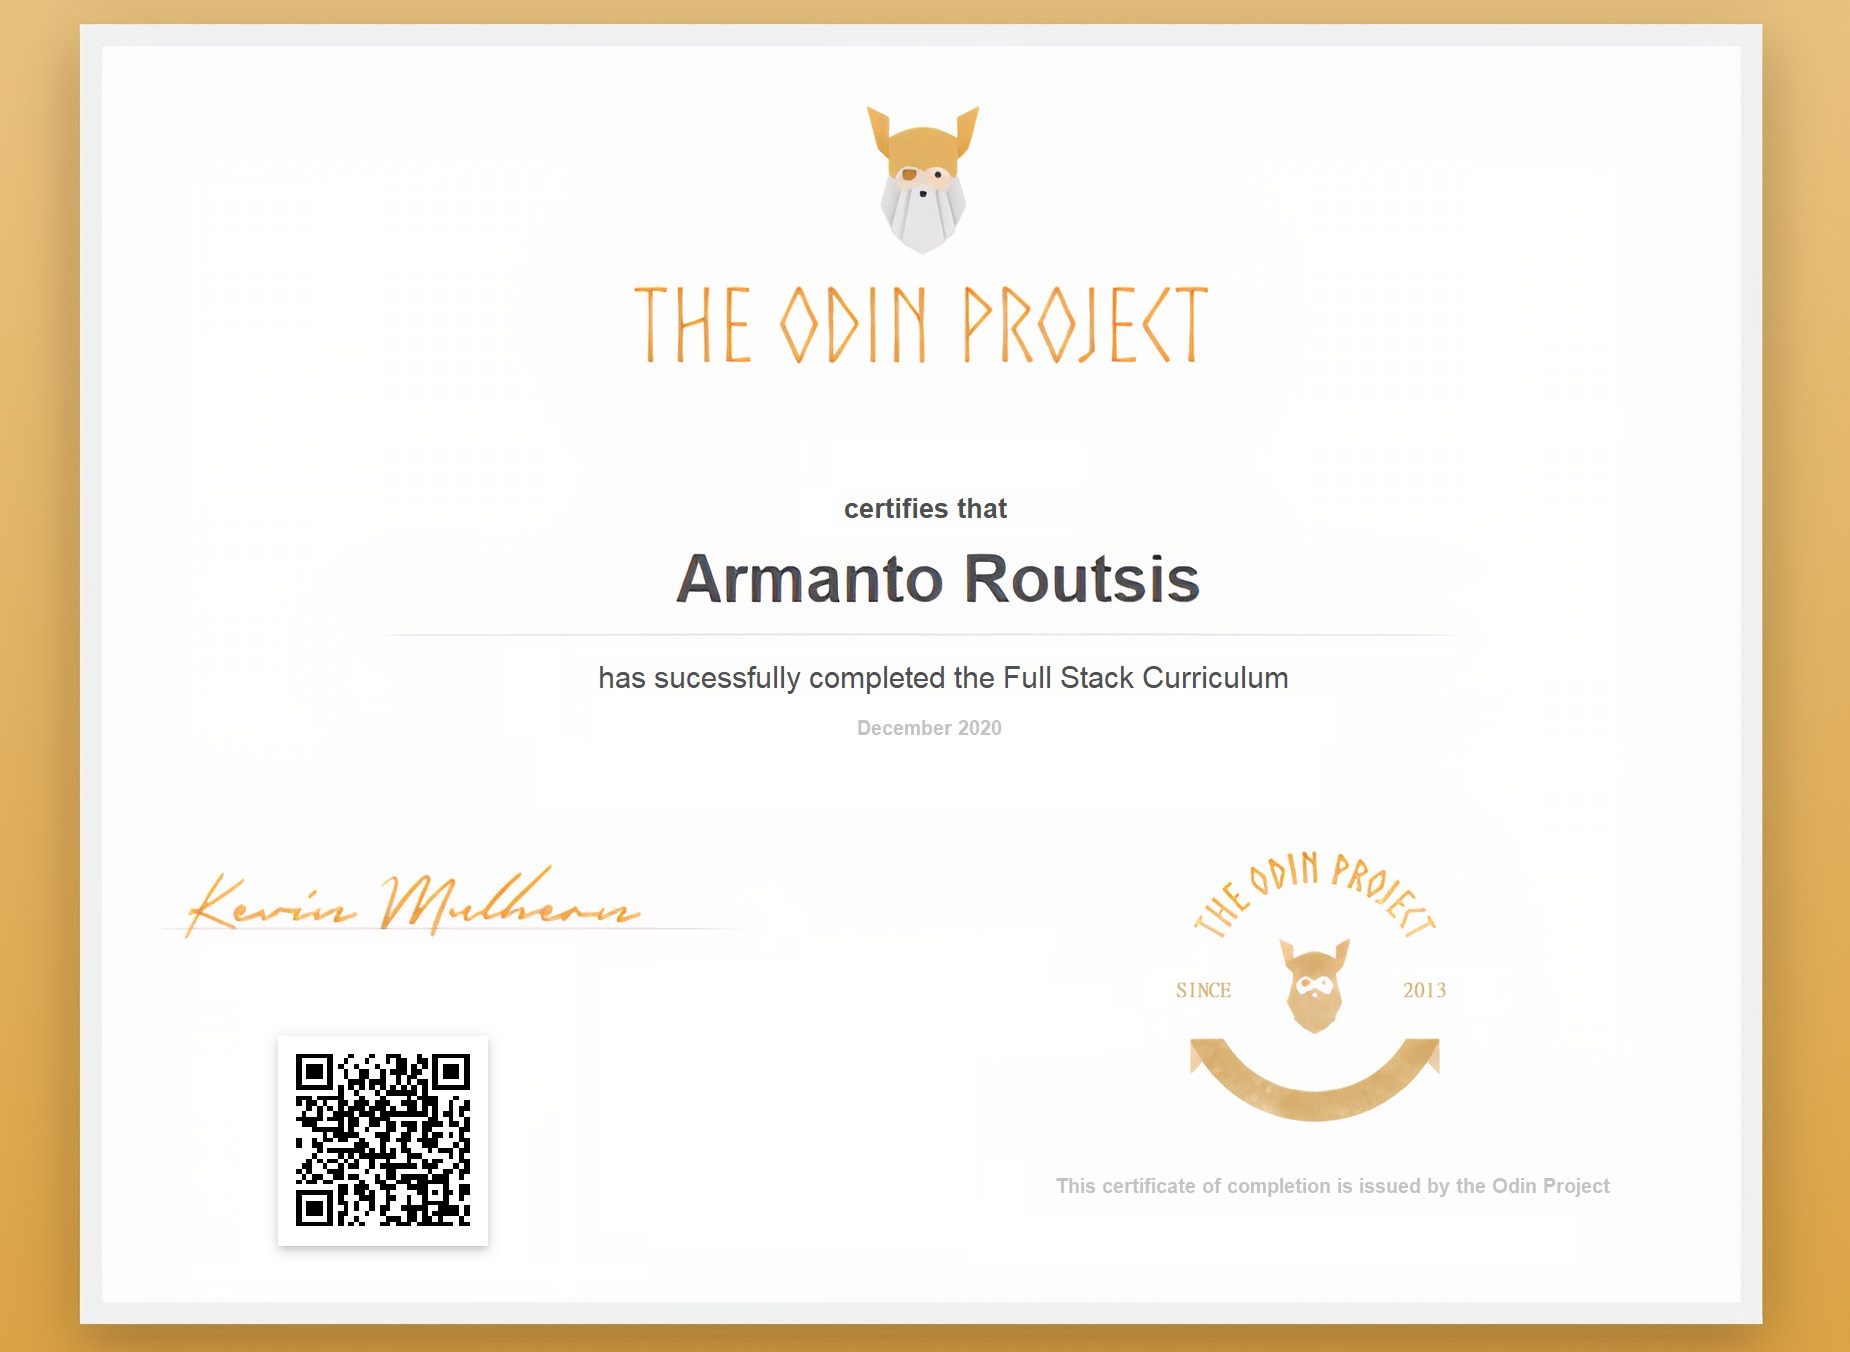 THE ODIN PROJECT
certifies that
Armanto Routsis
has sucessfully completed the Full Stack Curriculum
December 2020
Kevin Mulhern
THE ODIN PROJECT
SINCE 2013
This certificate of completion is issued by the Odin Project